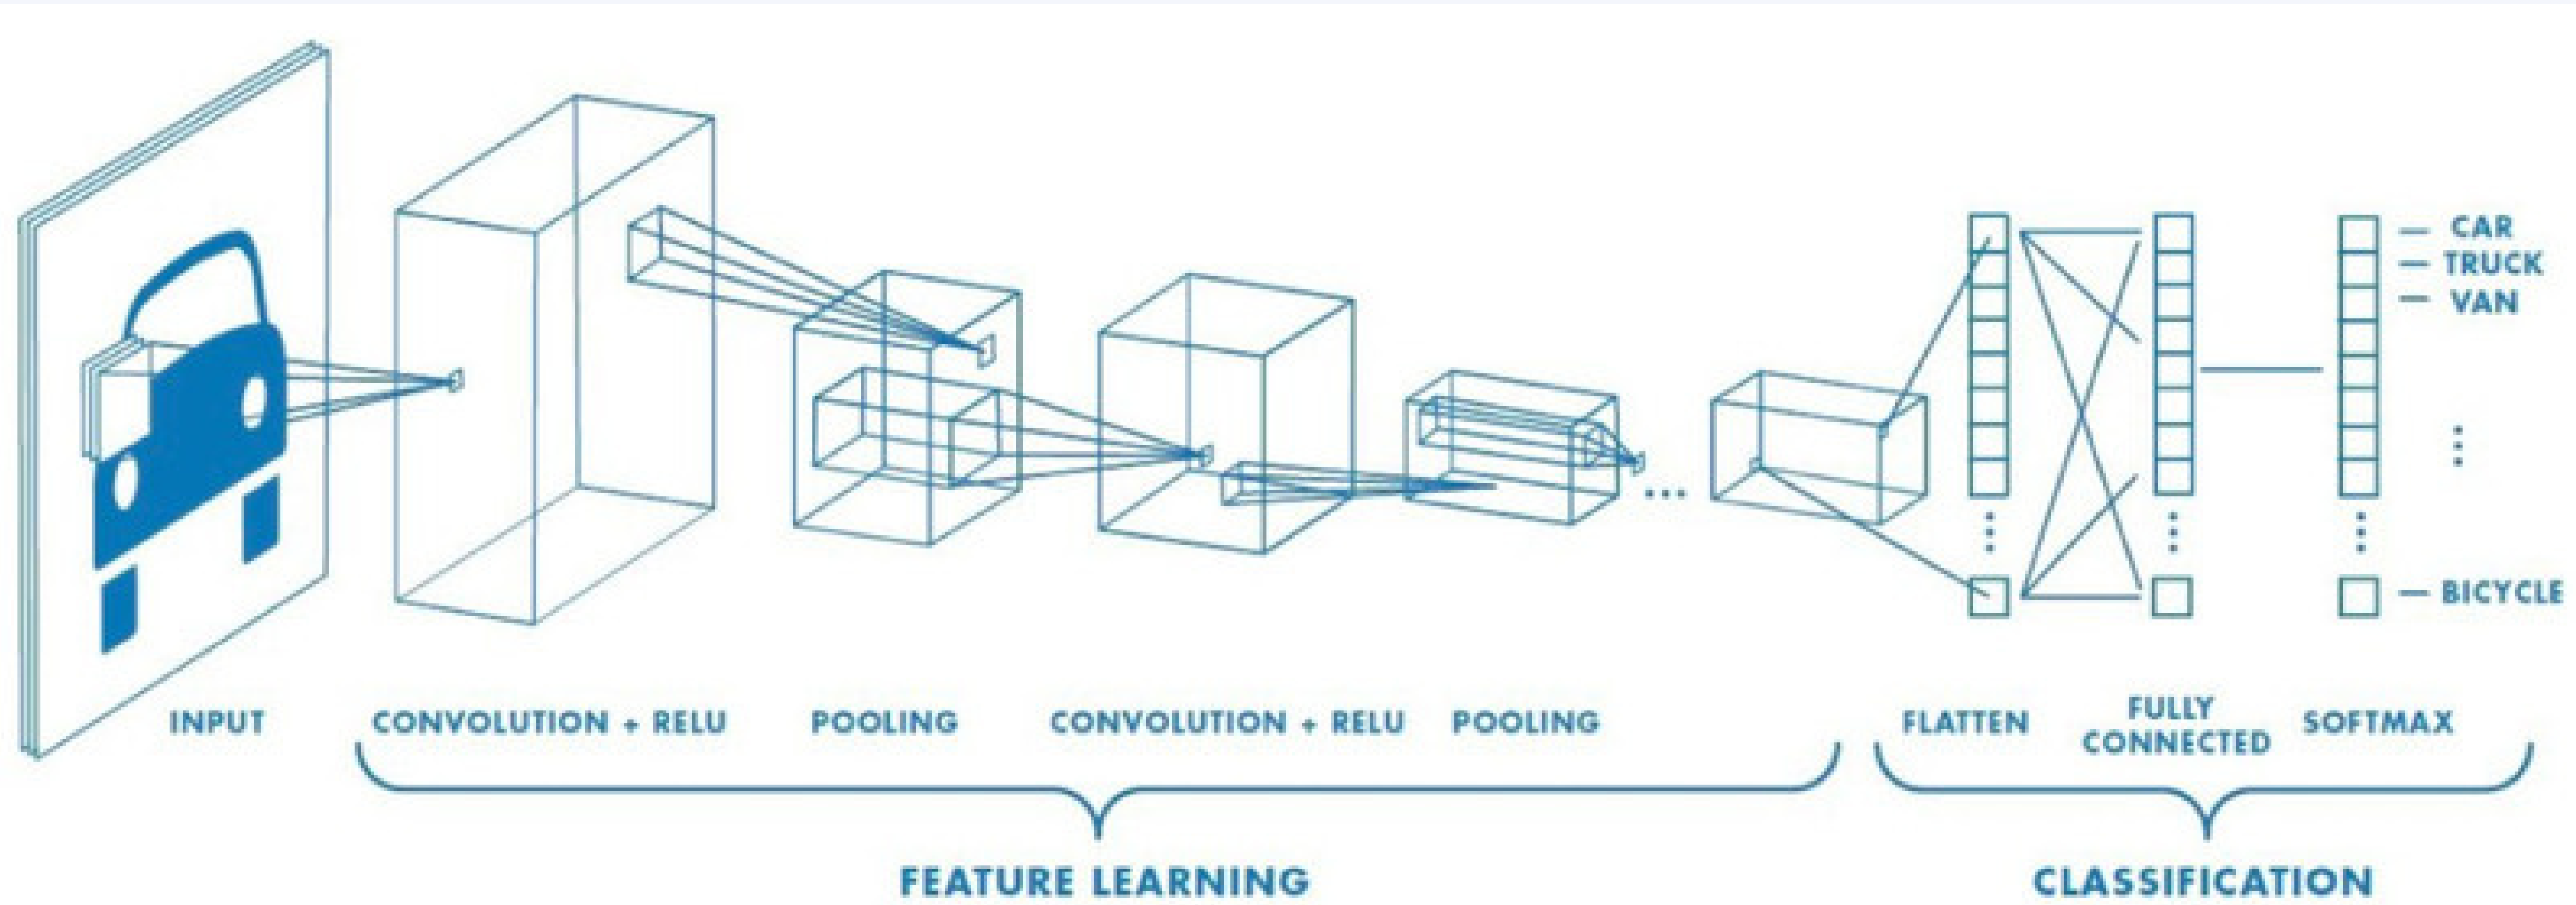 CAR
TRUCK
VAN
BICYCLE
INPUT
CONVOLUTION + RELU
POOLING
CONVOLUTION + RELU
POOLING
FLATTEN
FULLY
CONNECTED
SOFTMAX
FEATURE LEARNING
CLASSIFICATION